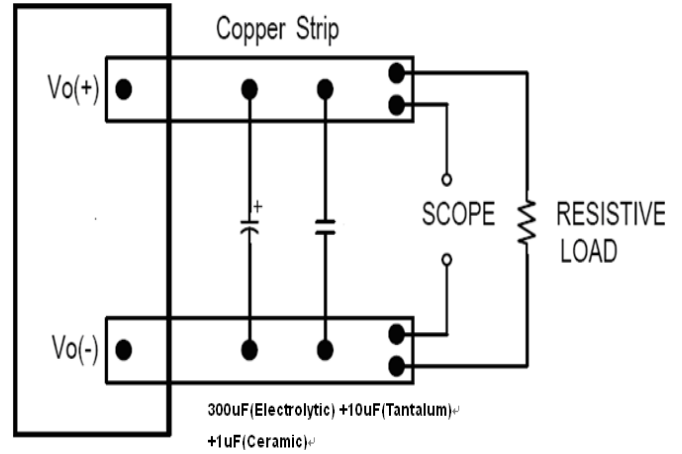 Copper Strip
Vo(+)
+
SCOPE
RESISTIVE
LOAD
Vo(-)
300uF(Electrolytic) +10uF(Tantalum)↵
+1uF(Ceramic)↵